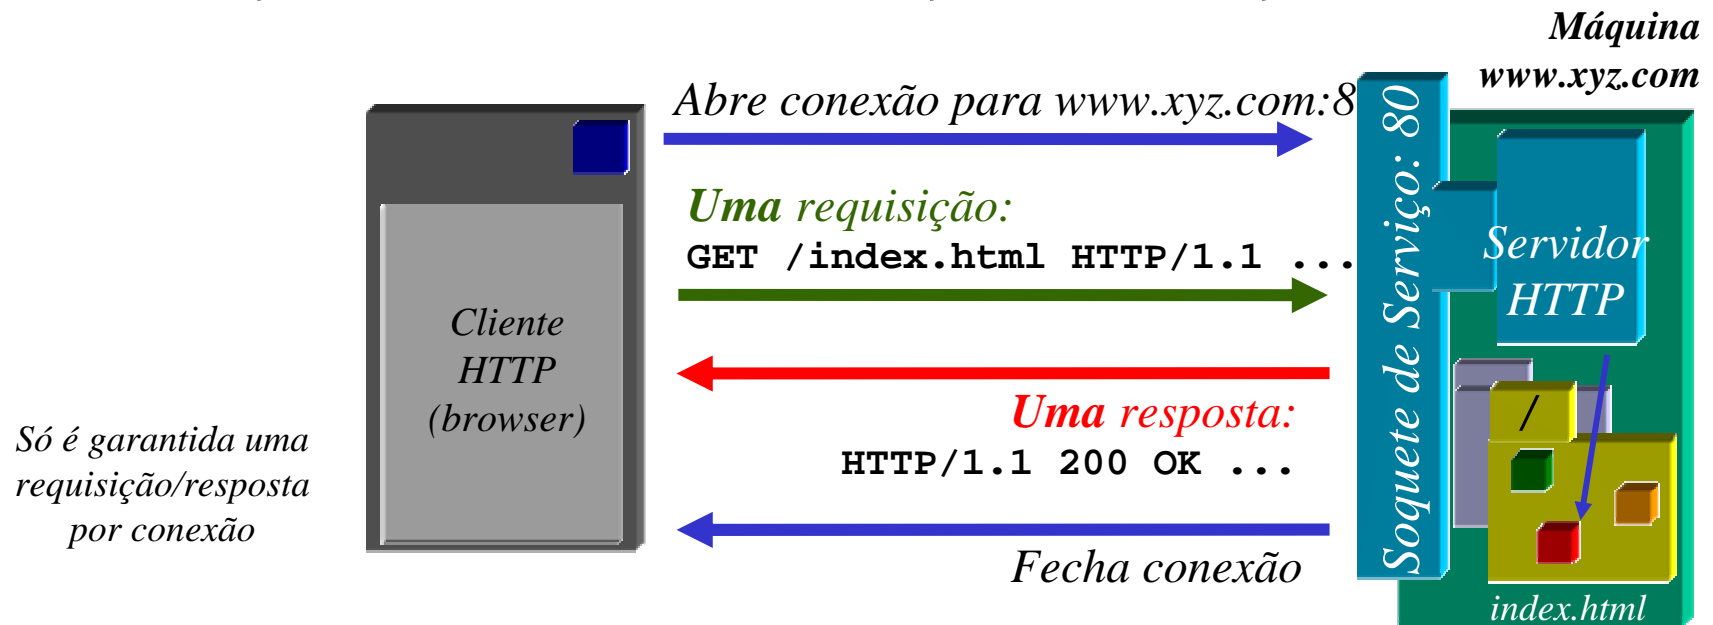 Máquina
www.xyz.com
Abre conexão para www.xyz.com:8
Uma requisição:
GET /index.html HTTP/1.1 ...
Soquete de Serviço: 80
Servidor
HTTP
Cliente
HTTP
(browser)
Uma resposta:
HTTP/1.1 200 OK ...
/
Só é garantida uma
requisição/resposta
por conexão
Fecha conexão
index.html